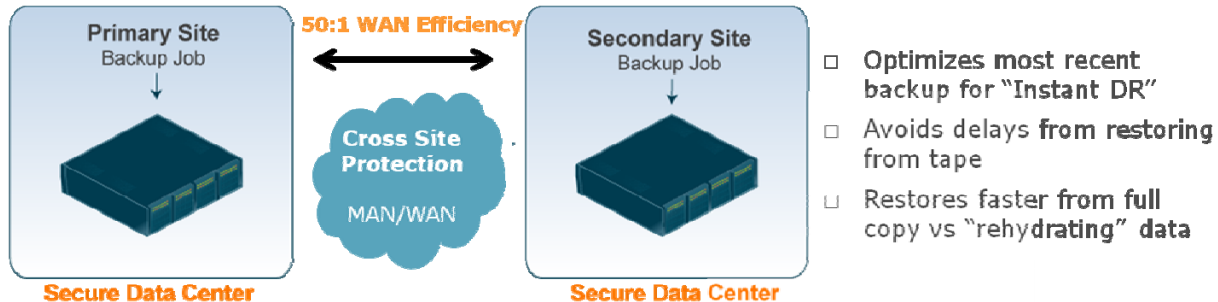 Primary Site
Backup Job
Secure Data Center
50:1 WAN Efficiency
Cross Site
Protection
MAN/WAN
Secondary Site
Backup Job
Secure Data Center
□ Optimizes most recent
backup for “Instant DR”
□ Avoids delays from restoring
from tape
□ Restores faster from full
copy vs “rehydrating” data